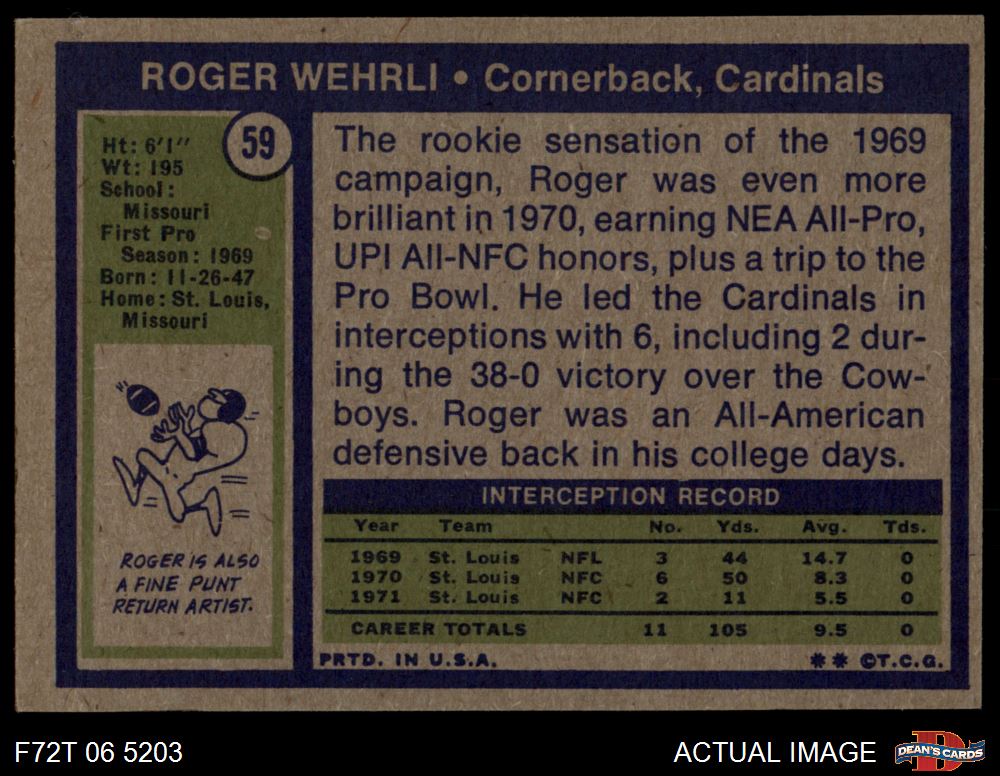 ROGER WEHRLI • Cornerback, Cardinals
59
Ht: 6'1"
Wt: 195
School:
Missouri
First Pro
Season: 1969
Born: 11-26-47
Home: St. Louis,
Missouri
ROGER IS ALSO
A FINE PUNT
RETURN ARTIST.
The rookie sensation of the 1969
campaign, Roger was even more
brilliant in 1970, earning NEA All-Pro,
UPI All-NFC honors, plus a trip to the
Pro Bowl. He led the Cardinals in
interceptions with 6, including 2 dur-
ing the 38-0 victory over the Cow-
boys. Roger was an All-American
defensive back in his college days.
INTERCEPTION RECORD
Year Team No. Yds. Avg. Tds.
1969 St. Louis NFL 3 44 14.7 0
1970 St. Louis NFC 6 50 8.3 0
1971 St. Louis NFC 2 11 5.5 0
CAREER TOTALS 11 105 9.5 0
PRTD. IN U.S.A. ** ©T.C.G.
F72T 06 5203
ACTUAL IMAGE
DEAN'S CARDS